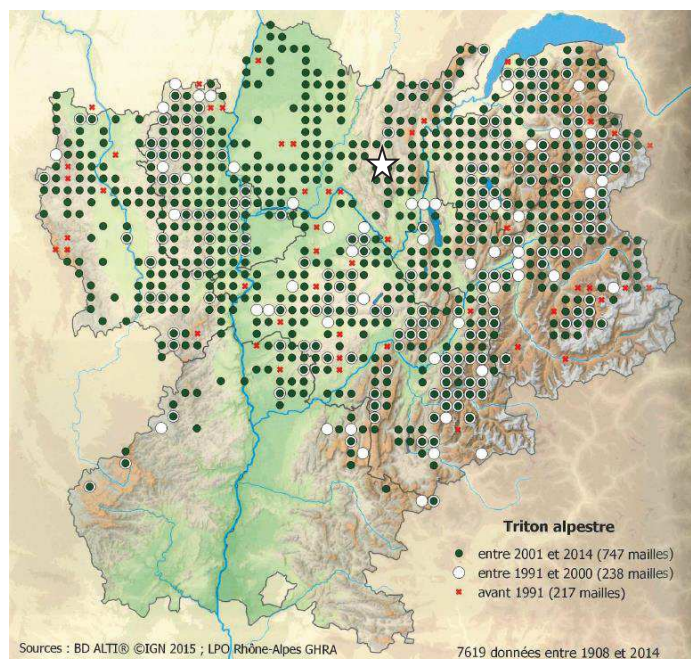 Triton alpestre
entre 2001 et 2014 (747 mailles)
entre 1991 et 2000 (238 mailles)
avant 1991 (217 mailles)
Sources : BD ALTI® ©IGN 2015 ; LPO Rhône-Alpes GHRA
7619 données entre 1908 et 2014